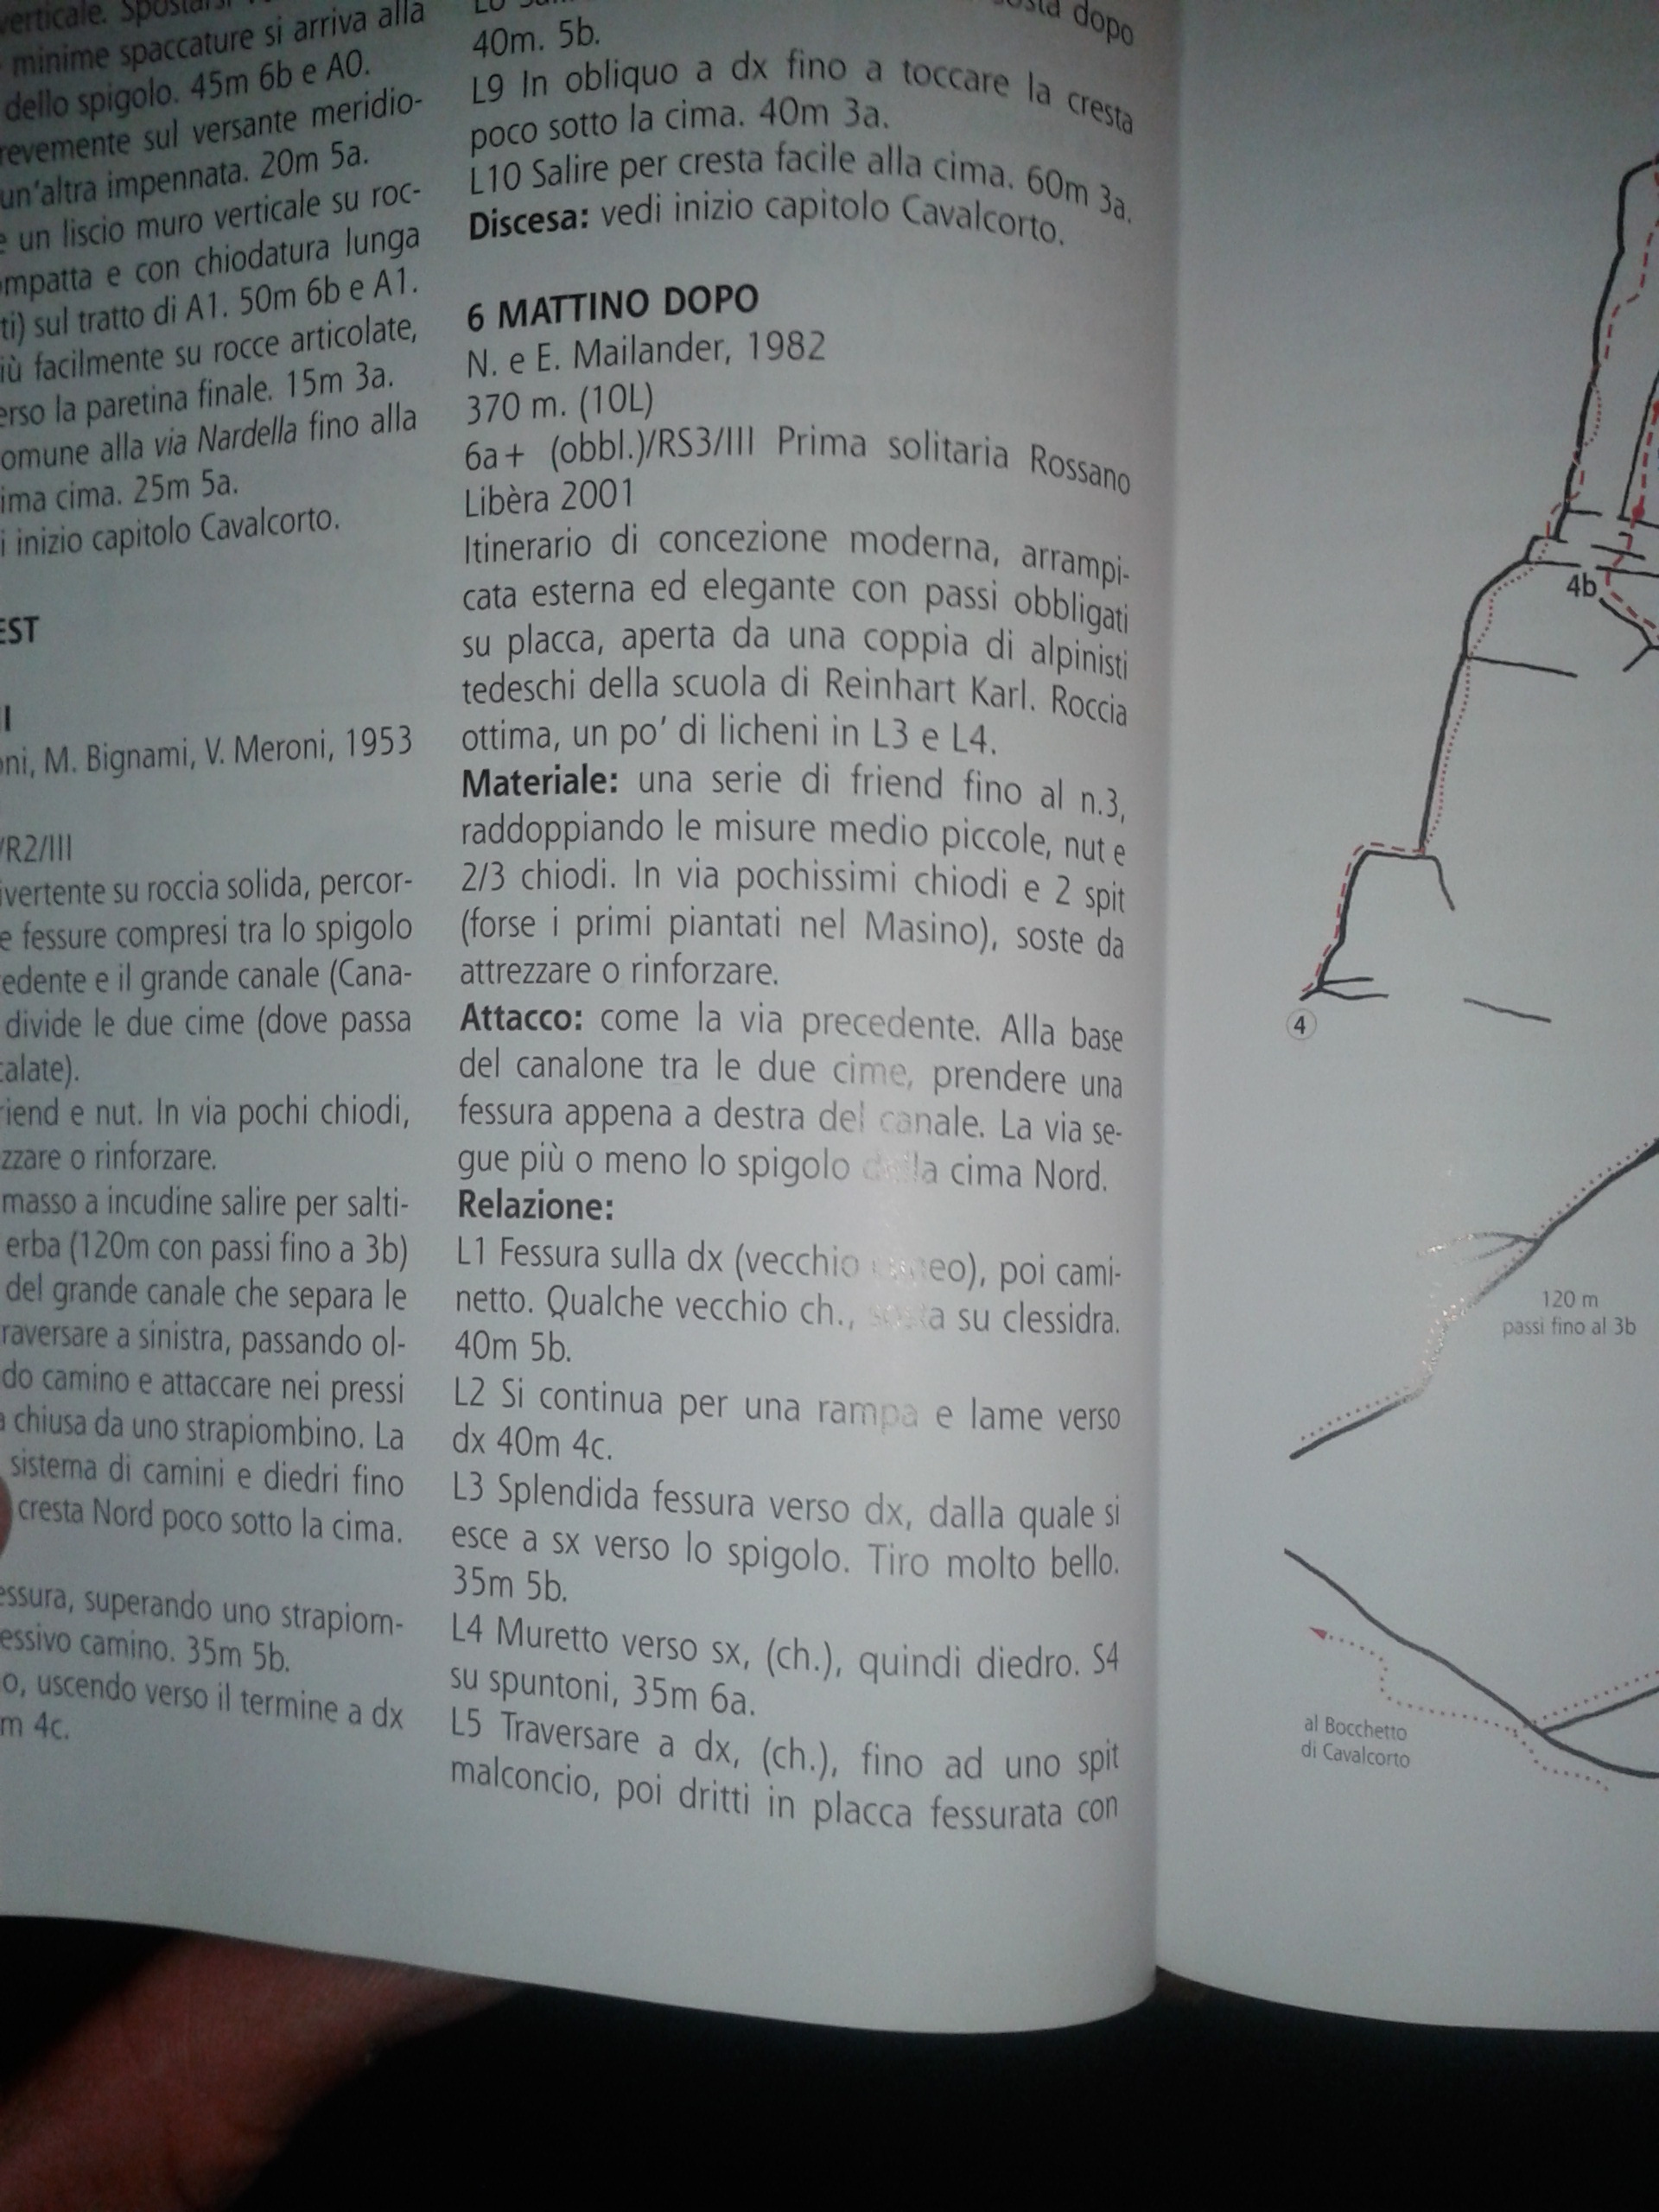 verticale.
minime spaccature si arriva alla
dello spigolo. 45m 6b e A0.
revemente sul versante meridio-
un'altra impennata. 20m 5a.
e un liscio muro verticale su roc-
mpatta e con chiodatura lunga
ti) sul tratto di A1. 50m 6b e A1.
iù facilmente su rocce articolate,
erso la paretina finale. 15m 3a.
omune alla via Nardella fino alla
ima cima. 25m 5a.
i inizio capitolo Cavalcorto.
EST
oni, M. Bignami, V. Meroni, 1953
/R2/III
ivertente su roccia solida, percor-
e fessure compresi tra lo spigolo
edente e il grande canale (Cana-
divide le due cime (dove passa
calate).
riend e nut. In via pochi chiodi,
zzare o rinforzare.
masso a incudine salire per salti-
erba (120m con passi fino a 3b)
del grande canale che separa le
raversare a sinistra, passando ol-
do camino e attaccare nei pressi
a chiusa da uno strapiombino. La
sistema di camini e diedri fino
cresta Nord poco sotto la cima.
essura, superando uno strapiom-
essivo camino. 35m 5b.
o, uscendo verso il termine a dx
m 4c.
dopo
40m. 5b.
L9 In obliquo a dx fino a toccare la cresta
poco sotto la cima. 40m 3a.
L10 Salire per cresta facile alla cima. 60m 3a.
Discesa: vedi inizio capitolo Cavalcorto.
6 MATTINO DOPO
N. e E. Mailander, 1982
370 m. (10L)
6a+ (obbl.)/RS3/III Prima solitaria Rossano
Libèra 2001
Itinerario di concezione moderna, arrampi-
cata esterna ed elegante con passi obbligati
su placca, aperta da una coppia di alpinisti
tedeschi della scuola di Reinhart Karl. Roccia
ottima, un po' di licheni in L3 e L4.
Materiale: una serie di friend fino al n.3,
raddoppiando le misure medio piccole, nut e
2/3 chiodi. In via pochissimi chiodi e 2 spit
(forse i primi piantati nel Masino), soste da
attrezzare o rinforzare.
Attacco: come la via precedente. Alla base
del canalone tra le due cime, prendere una
fessura appena a destra del canale. La via se-
gue più o meno lo spigolo della cima Nord.
Relazione:
L1 Fessura sulla dx (vecchio poi cami-
netto. Qualche vecchio ch., sosta su clessidra.
40m 5b.
L2 Si continua per una rampa e lame verso
dx 40m 4c.
L3 Splendida fessura verso dx, dalla quale si
esce a sx verso lo spigolo. Tiro molto bello.
35m 5b.
L4 Muretto verso sx, (ch.), quindi diedro. S4
su spuntoni, 35m 6a.
L5 Traversare a dx, (ch.), fino ad uno spit
malconcio, poi dritti in placca fessurata con
4b
4
120 m
passi fino al 3b
al Bocchetto
di Cavalcorto